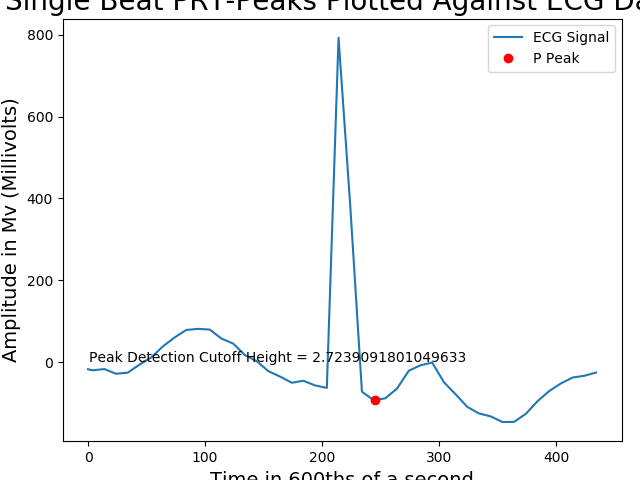 Single Beat PRT-Peaks Plotted Against ECG Da
ECG Signal
P Peak
Amplitude in Mv (Millivolts)
800
600
400
200
0
Peak Detection Cutoff Height = 2.7239091801049633
0 100 200 300 400
Time in 600ths of a second